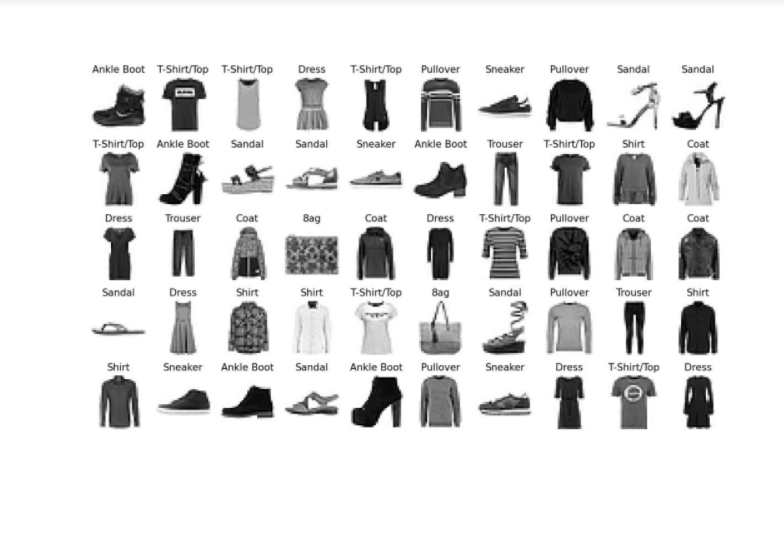 Ankle Boot T-Shirt/Top T-Shirt/Top Dress T-Shirt/Top Pullover Sneaker Pullover Sandal Sandal
T-Shirt/Top Ankle Boot Sandal Sandal Sneaker Ankle Boot Trouser T-Shirt/Top Shirt Coat
Dress Trouser Coat Bag Coat Dress T-Shirt/Top Pullover Coat Coat
Sandal Dress Shirt Shirt T-Shirt/Top Bag Sandal Pullover Trouser Shirt
Shirt Sneaker Ankle Boot Sandal Ankle Boot Pullover Sneaker Dress T-Shirt/Top Dress